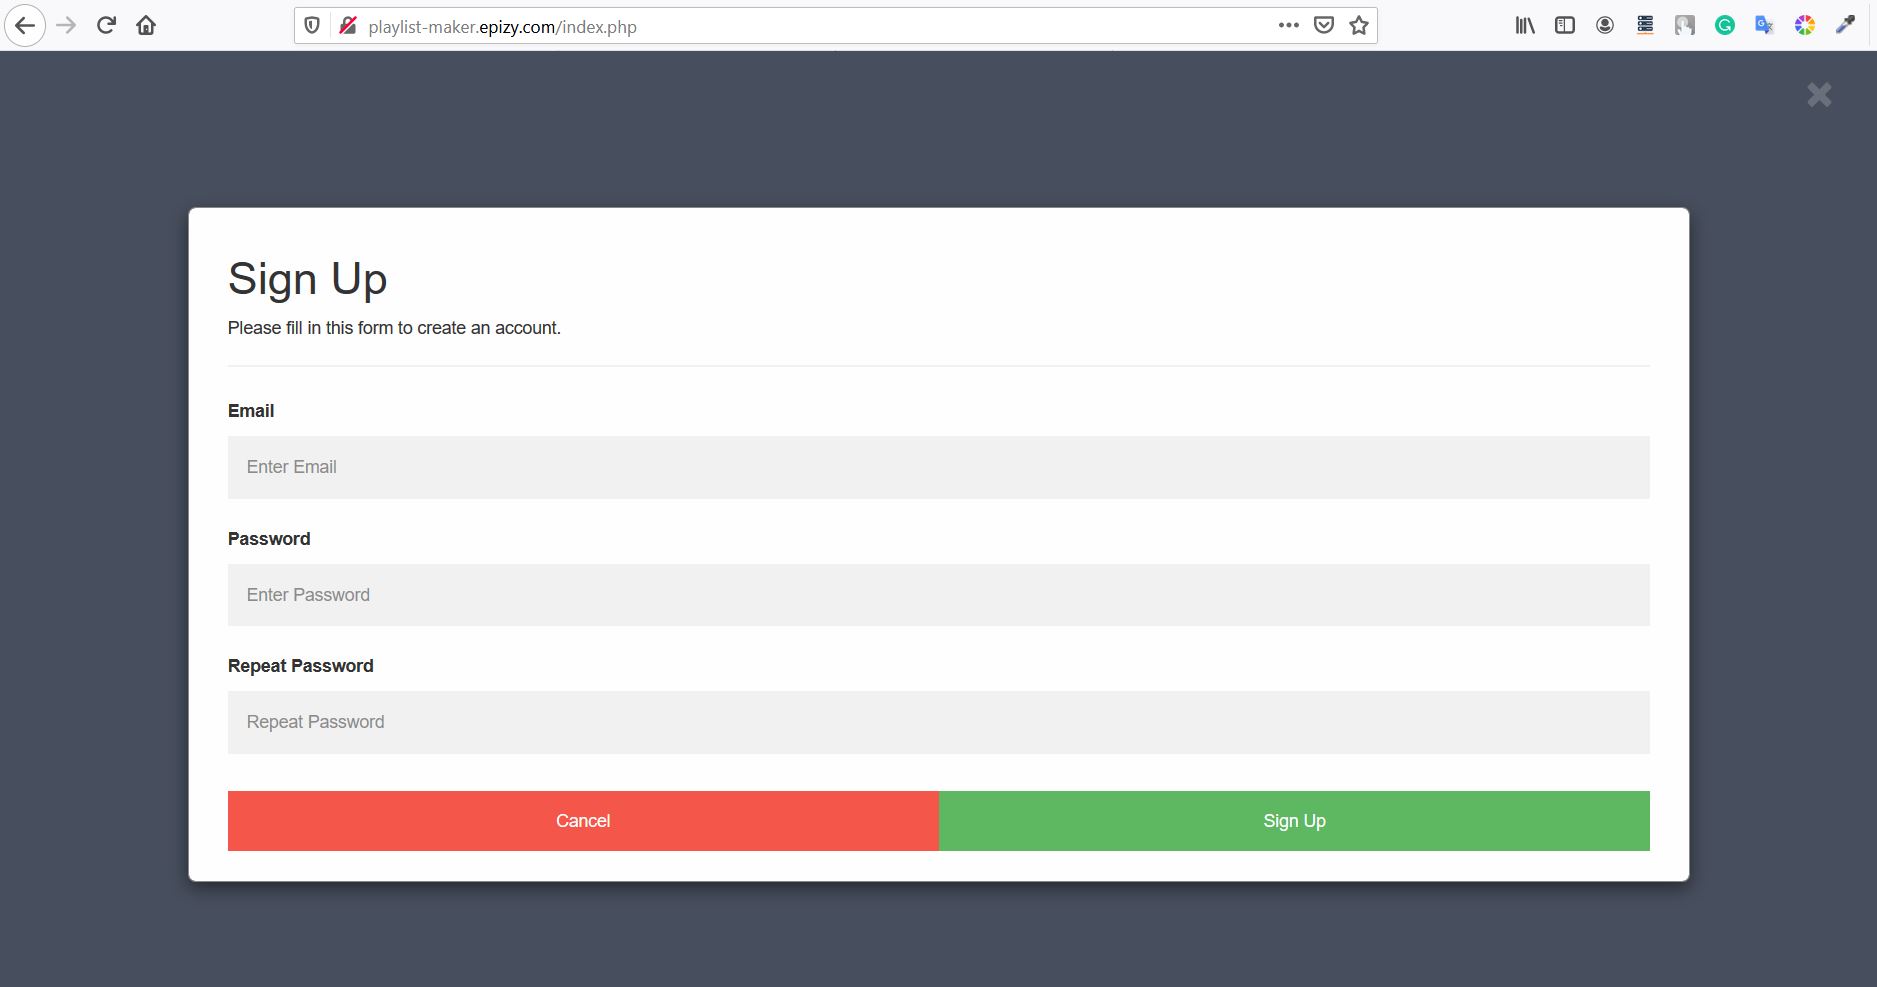 playlist-maker.epizy.com/index.php
Sign Up
Please fill in this form to create an account.
Email
Enter Email
Password
Enter Password
Repeat Password
Repeat Password
Cancel
Sign Up